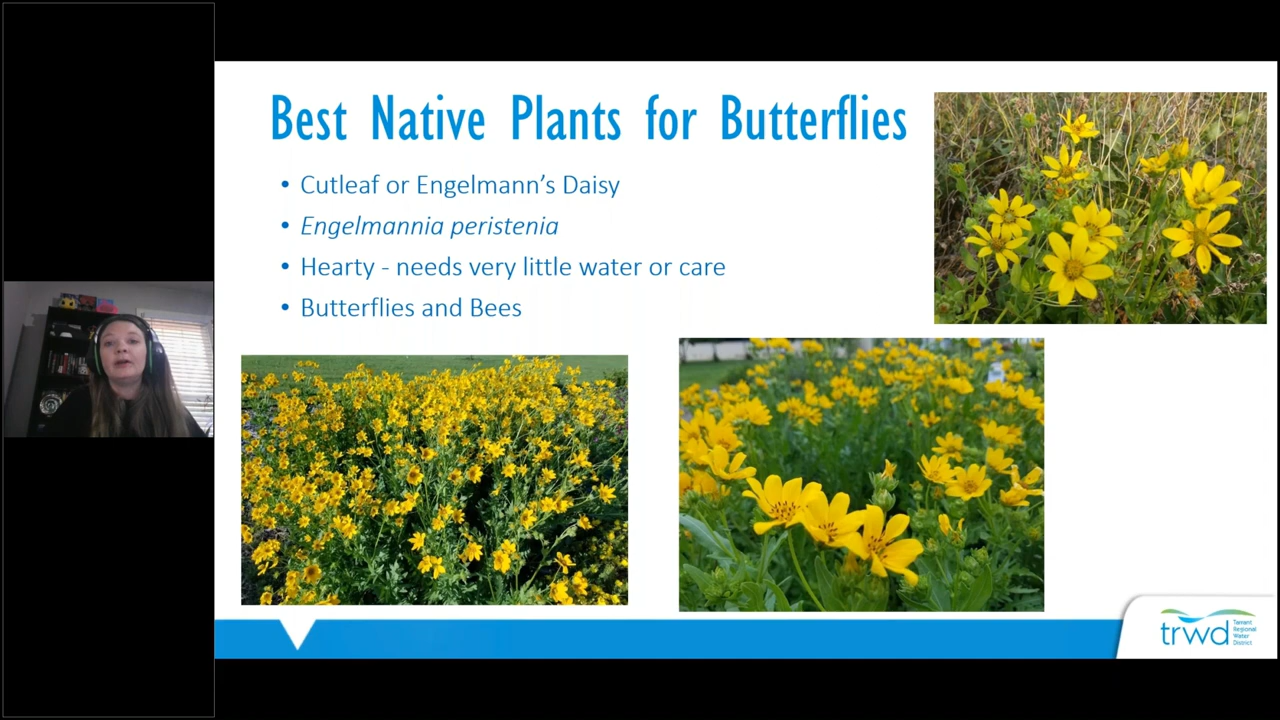 Best Native Plants for Butterflies
• Cutleaf or Engelmann's Daisy
• Engelmannia peristenia
• Hearty - needs very little water or care
• Butterflies and Bees
trwd
Tarrant
Regional
Water
District